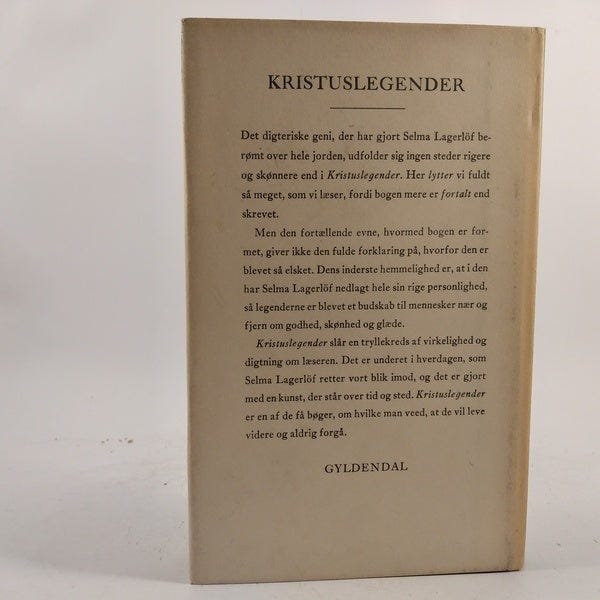 KRISTUSLEGENDER
Det digteriske geni, der har gjort Selma Lagerlöf be-
rømt over hele jorden, udfolder sig ingen steder rigere
og skønnere end i Kristuslegender. Her lytter vi fuldt
så meget, som vi læser, fordi bogen mere er fortalt end
skrevet.
Men den fortællende evne, hvormed bogen er for-
met, giver ikke den fulde forklaring på, hvorfor den er
blevet så elsket. Dens inderste hemmelighed er, at i den
har Selma Lagerlöf nedlagt hele sin rige personlighed,
så legenderne er blevet et budskab til mennesker nær og
fjern om godhed, skønhed og glæde.
Kristuslegender slår en tryllekreds af virkelighed og
digtning om læseren. Det er underet i hverdagen, som
Selma Lagerlöf retter vort blik imod, og det er gjort
med en kunst, der står over tid og sted. Kristuslegender
er en af de få bøger, om hvilke man veed, at de vil leve
videre og aldrig forgå.
GYLDENDAL